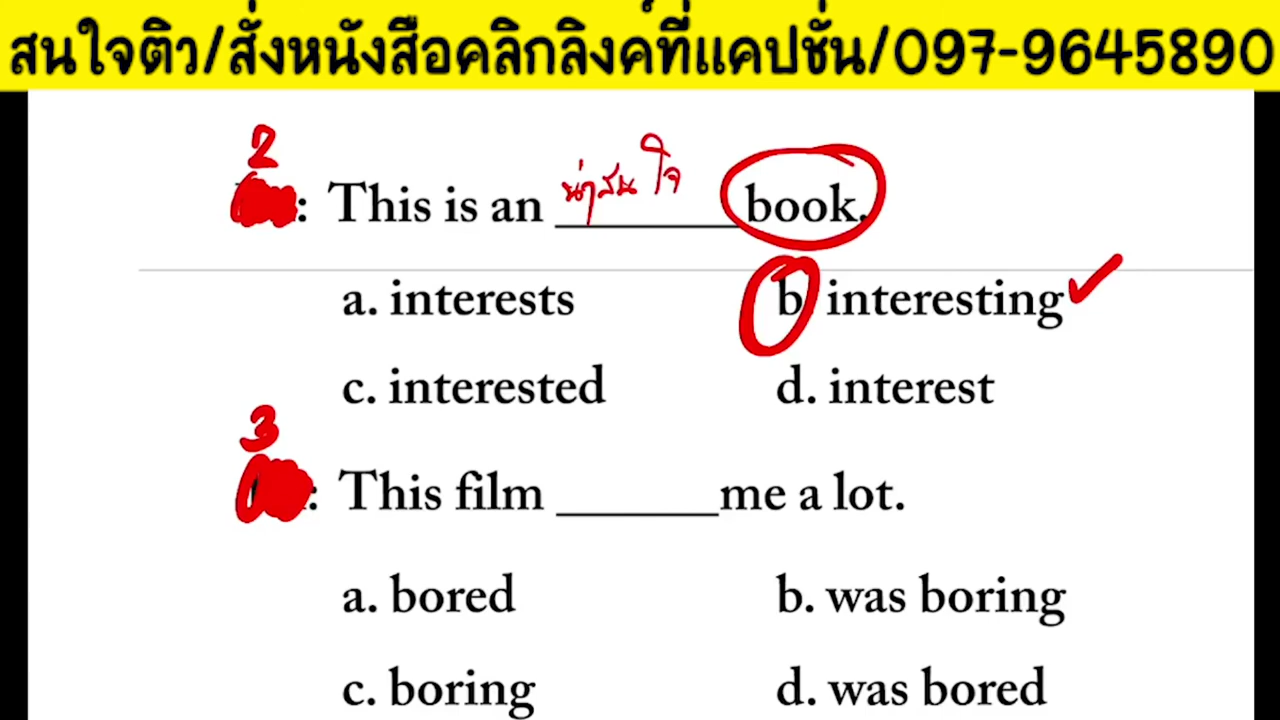 สนใจติว/สั่งหนังสือคลิกลิงค์ที่แคปชั่น/097-9645890
2
: This is an ________ น่าสนใจ book.
a. interests b interesting
c. interested d. interest
3
: This film _______me a lot.
a. bored b. was boring
c. boring d. was bored